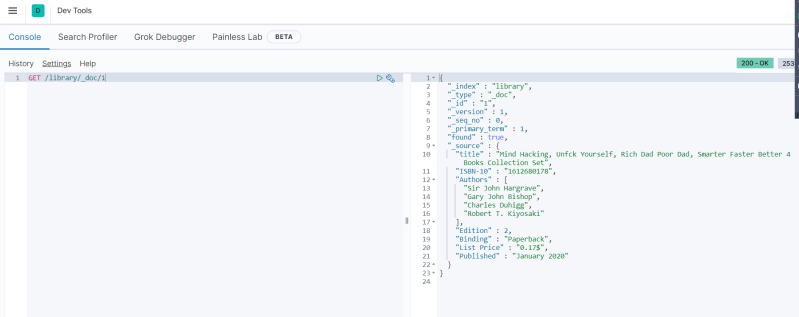 D Dev Tools
Console Search Profiler Grok Debugger Painless Lab BETA
History Settings Help
200 - OK 253
1 GET /library/_doc/1
1 {
2 "_index" : "library",
3 "_type" : "_doc",
4 "_id" : "1",
5 "_version" : 1,
6 "_seq_no" : 0,
7 "_primary_term" : 1,
8 "found" : true,
9 "_source" : {
10 "title" : "Mind Hacking, Unfck Yourself, Rich Dad Poor Dad, Smarter Faster Better 4
Books Collection Set",
11 "ISBN-10" : "1612680178",
12 "Authors" : [
13 "Sir John Hargrave",
14 "Gary John Bishop",
15 "Charles Duhigg",
16 "Robert T. Kiyosaki"
17 ],
18 "Edition" : 2,
19 "Binding" : "Paperback",
20 "List Price" : "0.17$",
21 "Published" : "January 2020"
22 }
23 }
24